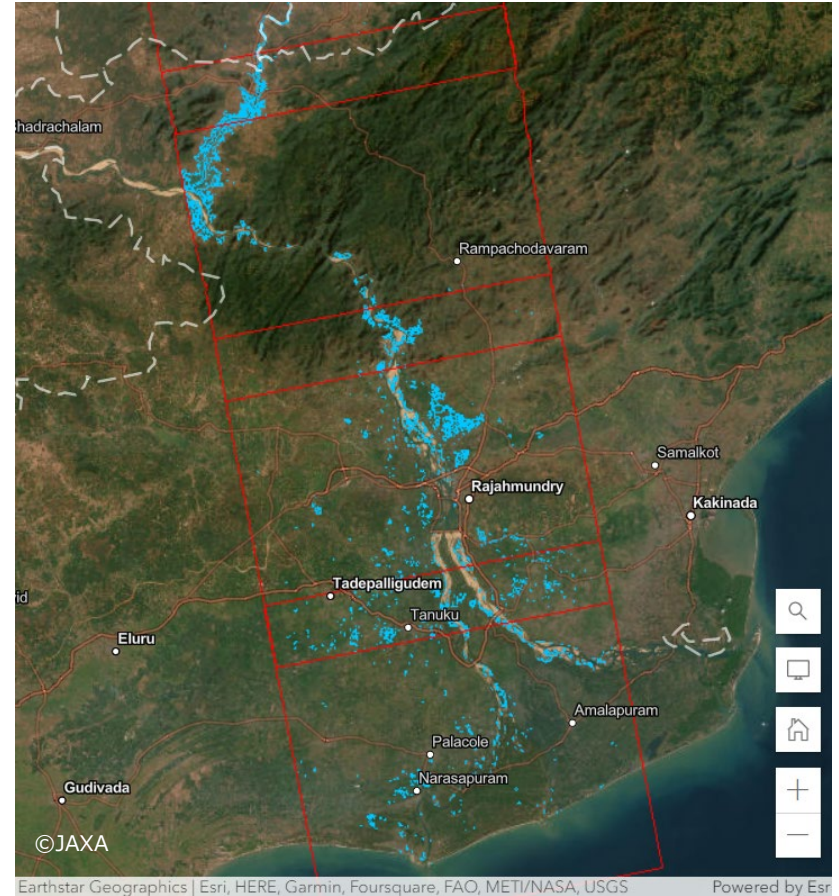 hadrachalam
Rampachodavaram
Samalkot
Rajahmundry
Kakinada
Tadepalligudem
Tanuku
rid
Eluru
Amalapuram
Palacole
Narasapuram
Gudivada
©JAXA
Earthstar Geographics | Esri, HERE, Garmin, Foursquare, FAO, METI/NASA, USGS
Powered by Esr